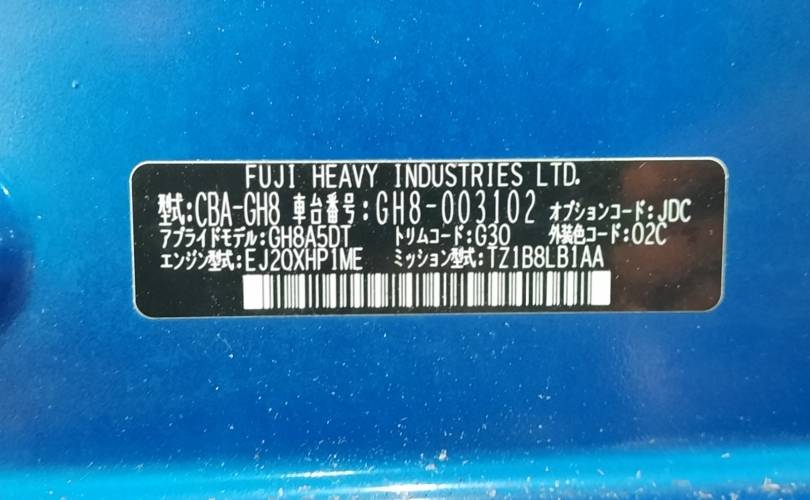 FUJI HEAVY INDUSTRIES LTD.
型式:CBA-GH8 車台番号:GH8-003102 オプションコード:JDC
アプライドモデル:GH8A5DT トリムコード:G30 外装色コード:02C
エンジン型式:EJ20XHP1ME ミッション型式:TZ1B8LB1AA